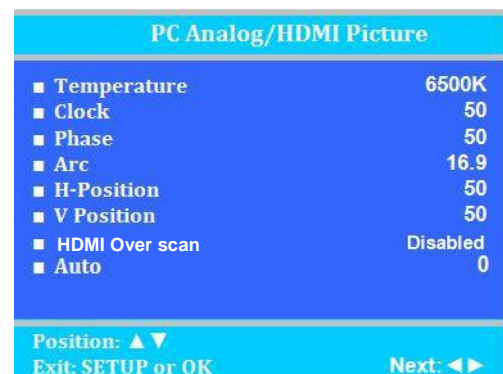 PC Analog/HDMI Picture
■ Temperature 6500K
■ Clock 50
■ Phase 50
■ Arc 16.9
■ H-Position 50
■ V Position 50
■ HDMI Over scan Disabled
■ Auto 0
Position: ▲▼
Exit: SETUP or OK Next: ◀▶